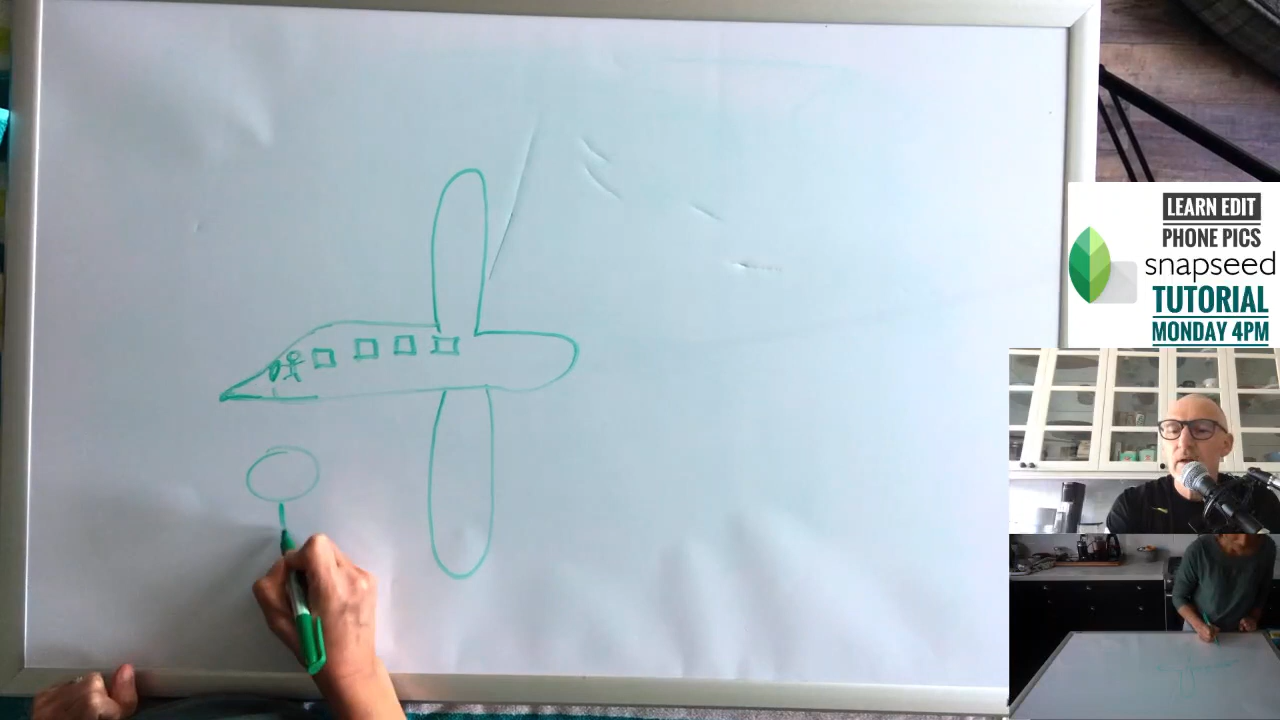 LEARN EDIT
PHONE PICS
snapseed
TUTORIAL
MONDAY 4PM